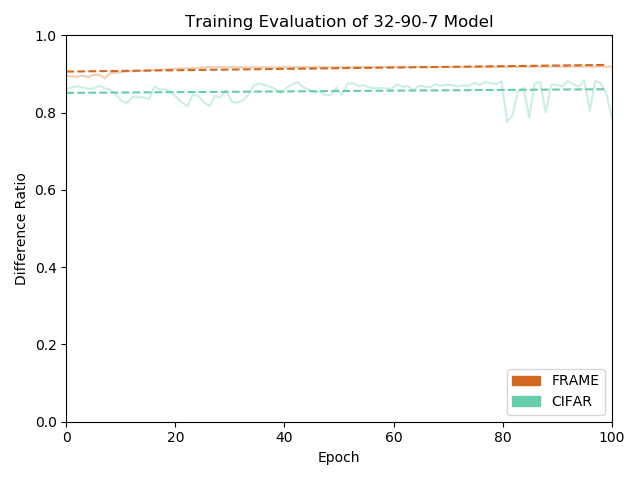 Training Evaluation of 32-90-7 Model
1.0
0.8
0.6
0.4
0.2
0.0
Difference Ratio
0 20 40 60 80 100
Epoch
FRAME
CIFAR